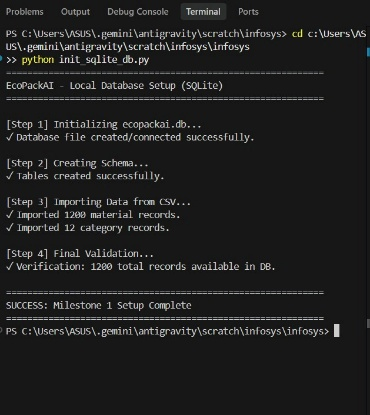 Problems Output Debug Console Terminal Ports
PS C:\Users\ASUS\.gemini\antigravity\scratch\infosys\infosys> cd c:\Users\AS
US\.gemini\antigravity\scratch\infosys\infosys
>> python init_sqlite_db.py
============================================================
EcoPackAI - Local Database Setup (SQLite)
============================================================
[Step 1] Initializing ecopackai.db...
✓ Database file created/connected successfully.
[Step 2] Creating Schema...
✓ Tables created successfully.
[Step 3] Importing Data from CSV...
✓ Imported 1200 material records.
✓ Imported 12 category records.
[Step 4] Final Validation...
✓ Verification: 1200 total records available in DB.
============================================================
SUCCESS: Milestone 1 Setup Complete
============================================================
PS C:\Users\ASUS\.gemini\antigravity\scratch\infosys\infosys>